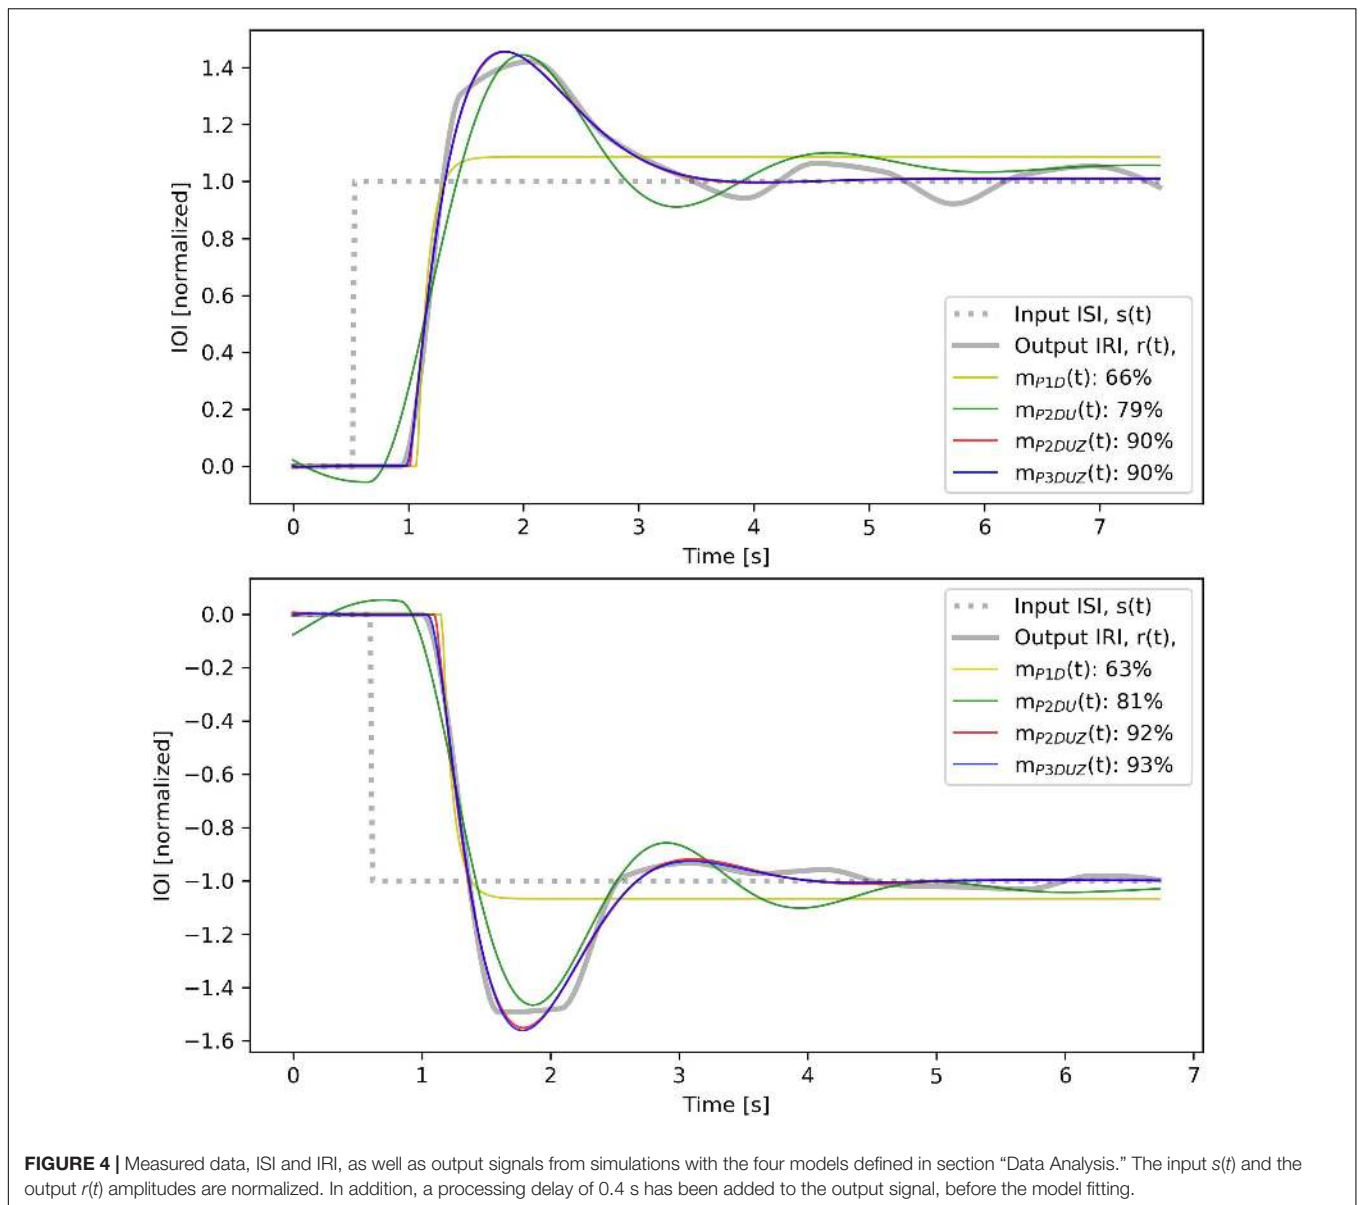 1.4
1.2
1.0
0.8
0.6
0.4
0.2
0.0
IOI [normalized]
Input ISI, s(t)
Output IRI, r(t),
mP1D(t): 66%
mP2DU(t): 79%
mP2DUZ(t): 90%
mP3DUZ(t): 90%
0 1 2 3 4 5 6 7
Time [s]
0.0
−0.2
−0.4
−0.6
−0.8
−1.0
−1.2
−1.4
−1.6
IOI [normalized]
Input ISI, s(t)
Output IRI, r(t),
mP1D(t): 63%
mP2DU(t): 81%
mP2DUZ(t): 92%
mP3DUZ(t): 93%
0 1 2 3 4 5 6 7
Time [s]
FIGURE 4 | Measured data, ISI and IRI, as well as output signals from simulations with the four models defined in section “Data Analysis.” The input s(t) and the
output r(t) amplitudes are normalized. In addition, a processing delay of 0.4 s has been added to the output signal, before the model fitting.